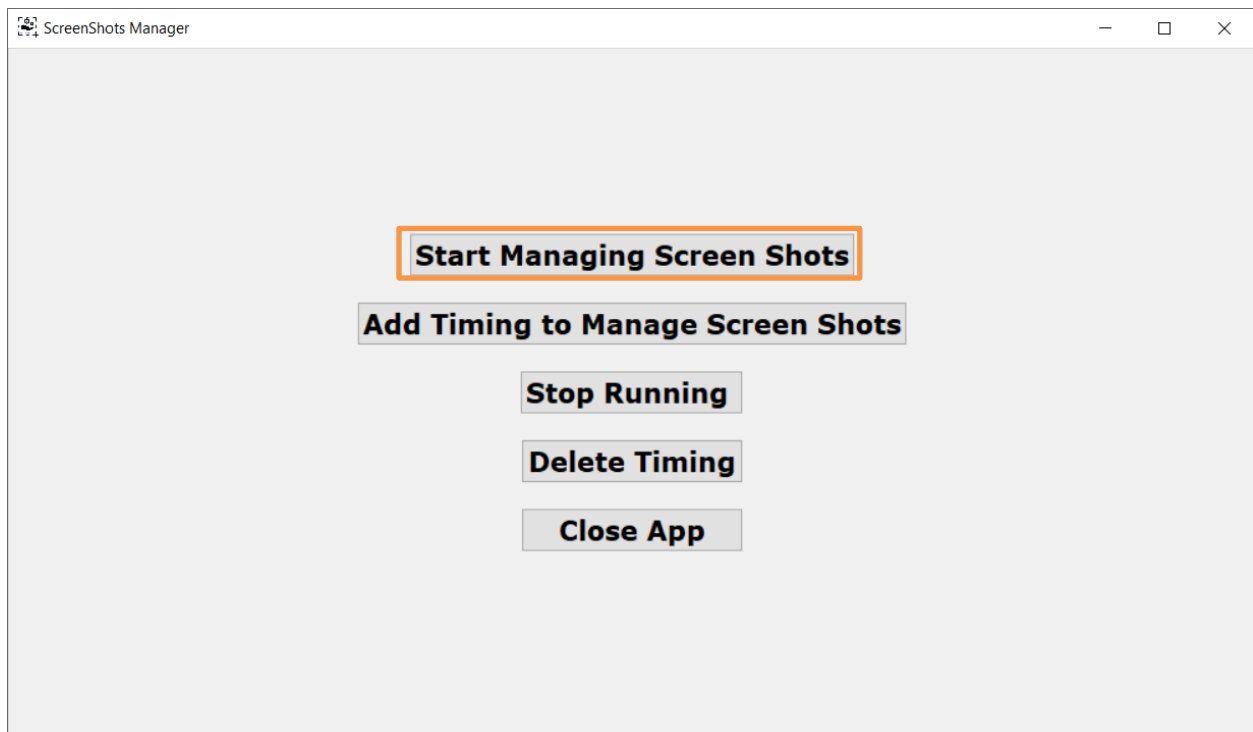 ScreenShots Manager
Start Managing Screen Shots
Add Timing to Manage Screen Shots
Stop Running
Delete Timing
Close App